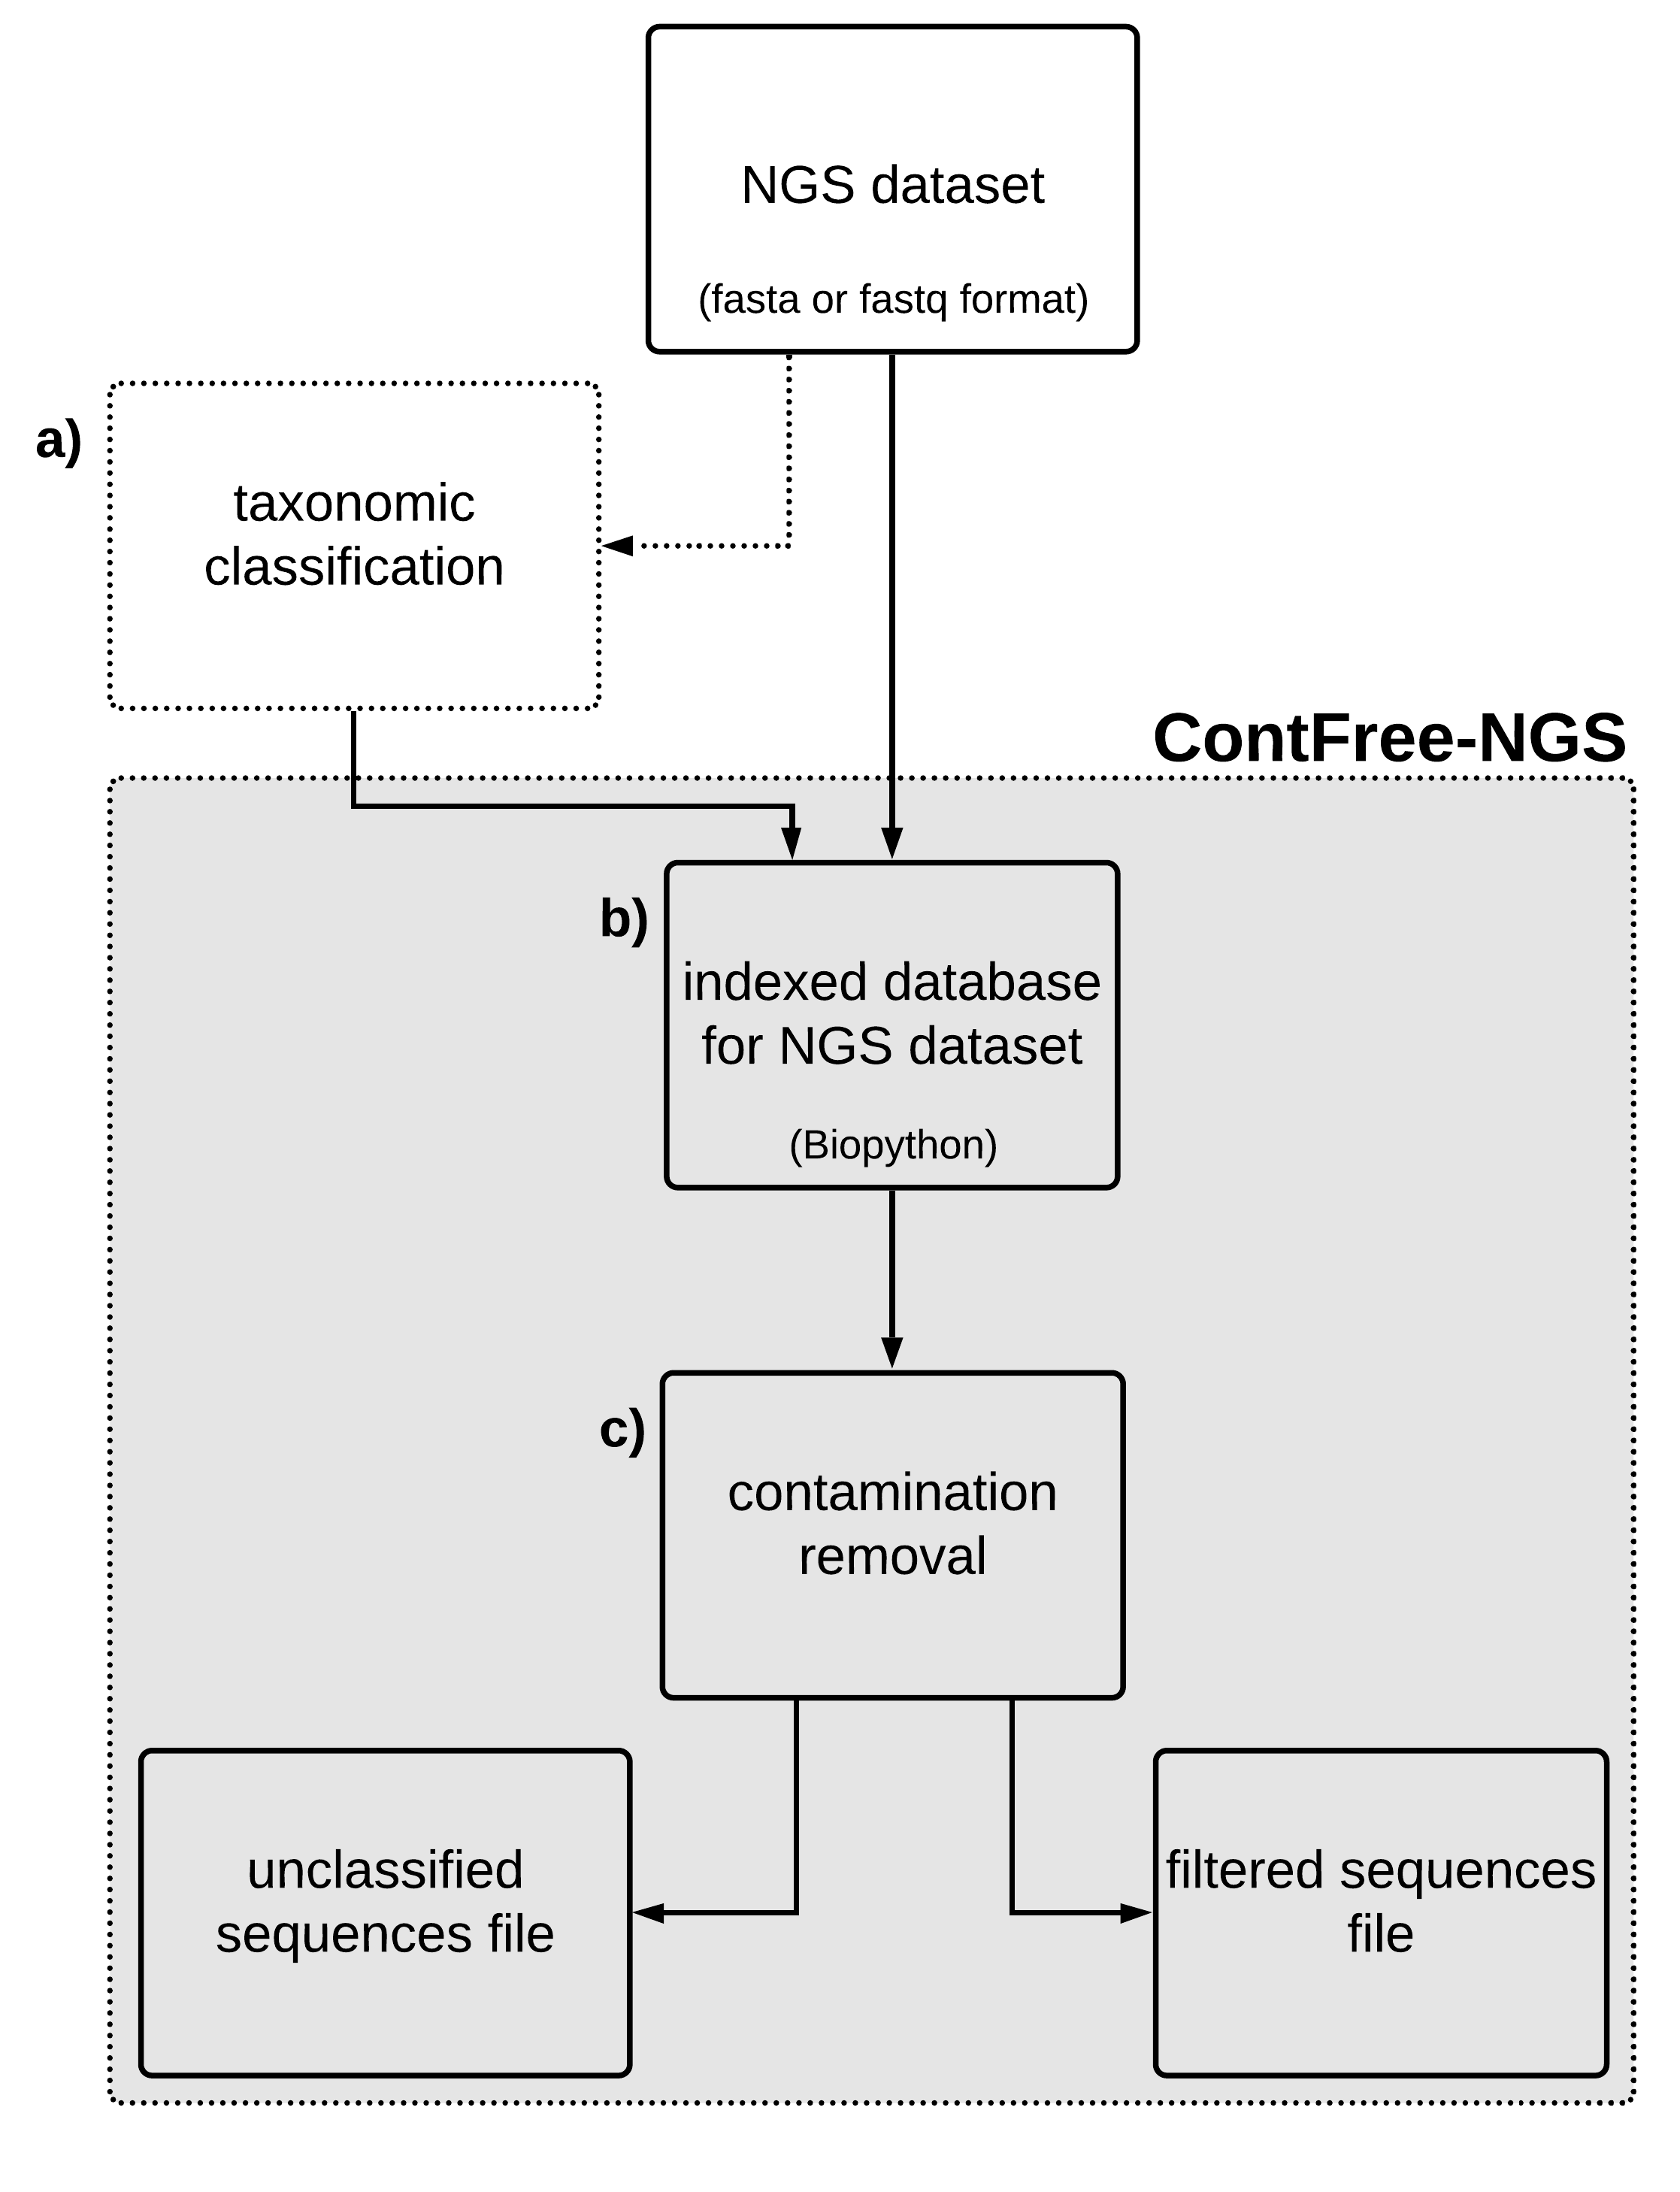 NGS dataset
(fasta or fastq format)
a)
taxonomic
classification
ContFree-NGS
b)
indexed database
for NGS dataset
(Biopython)
c)
contamination
removal
unclassified
sequences file
filtered sequences
file